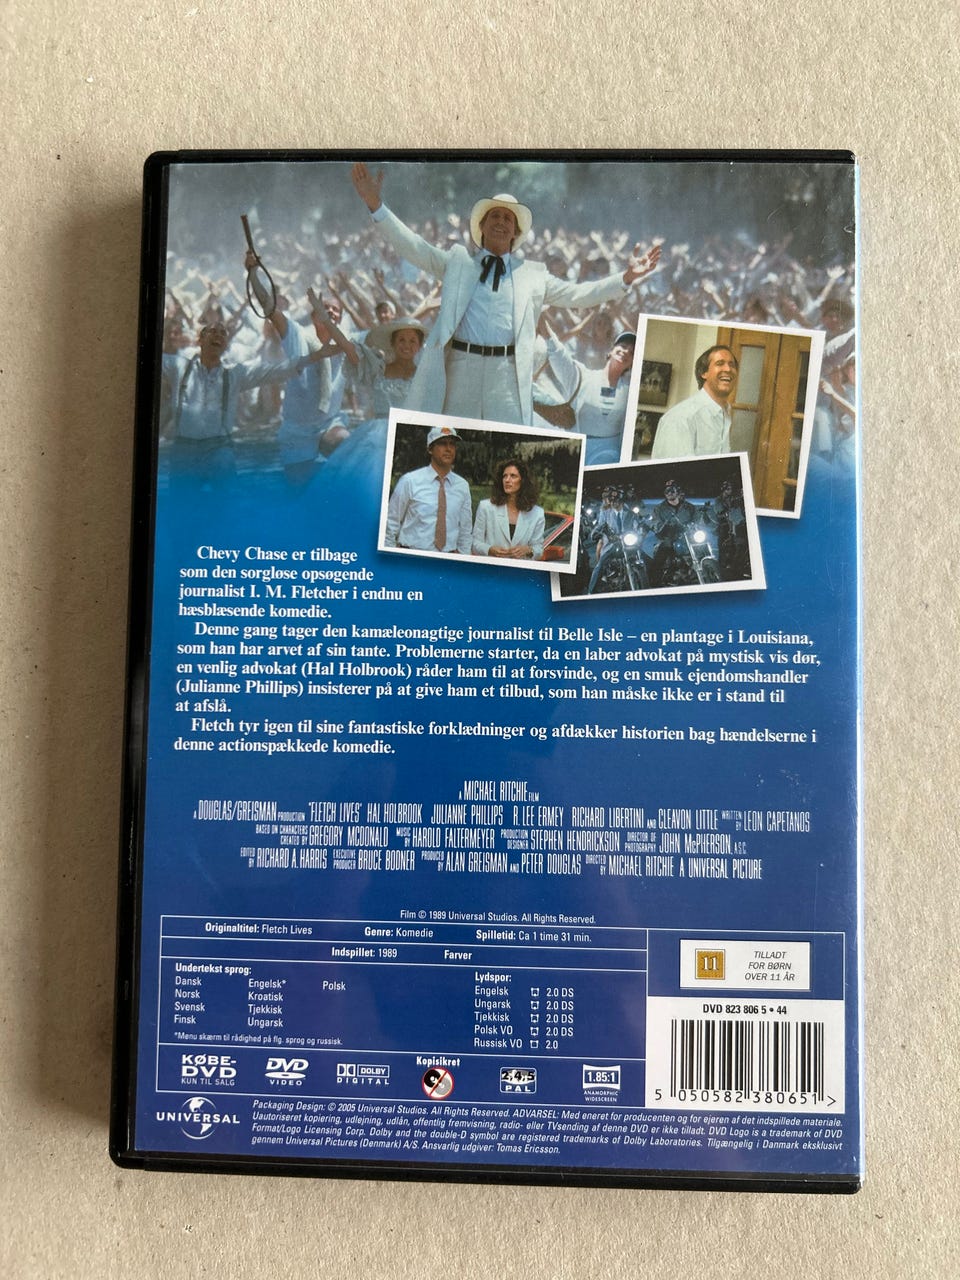 Chevy Chase er tilbage
som den sorgløse opsøgende
journalist I. M. Fletcher i endnu en
hæsblæsende komedie.
Denne gang tager den kamæleonagtige journalist til Belle Isle – en plantage i Louisiana,
som han har arvet af sin tante. Problemerne starter, da en laber advokat på mystisk vis dør,
en venlig advokat (Hal Holbrook) råder ham til at forsvinde, og en smuk ejendomshandler
(Julianne Phillips) insisterer på at give ham et tilbud, som han måske ikke er i stand til
at afslå.
Fletch tyr igen til sine fantastiske forklædninger og afdækker historien bag hændelserne i
denne actionspækkede komedie.
A MICHAEL RITCHIE FILM
A DOUGLAS/GREISMAN PRODUCTION "FLETCH LIVES" HAL HOLBROOK JULIANNE PHILLIPS R. LEE ERMEY RICHARD LIBERTINI AND CLEAVON LITTLE WRITTEN BY LEON CAPETANOS
BASED ON CHARACTERS CREATED BY GREGORY MCDONALD MUSIC BY HAROLD FALTERMEYER PRODUCTION DESIGNER STEPHEN HENDRICKSON DIRECTOR OF PHOTOGRAPHY JOHN McPHERSON, A.S.C.
EDITED BY RICHARD A. HARRIS EXECUTIVE PRODUCER BRUCE BODNER PRODUCED BY ALAN GREISMAN AND PETER DOUGLAS DIRECTED BY MICHAEL RITCHIE A UNIVERSAL PICTURE
Film © 1989 Universal Studios. All Rights Reserved.
Originaltitel: Fletch Lives Genre: Komedie Spilletid: Ca 1 time 31 min.
Indspillet: 1989 Farver
Undertekst sprog:
Dansk Engelsk* Polsk
Norsk Kroatisk
Svensk Tjekkisk
Finsk Ungarsk
*Menu skærm til rådighed på flg. sprog og russisk.
Lydspor:
Engelsk 2.0 DS
Ungarsk 2.0 DS
Tjekkisk 2.0 DS
Polsk VO 2.0 DS
Russisk VO 2.0
11
TILLADT
FOR BØRN
OVER 11 ÅR
DVD 823 806 5 • 44
5 050582 380651 >
KØBE-
DVD
KUN TIL SALG
DVD
VIDEO
DOLBY
DIGITAL
Kopisikret
2,4,5
PAL
1.85:1
ANAMORPHIC
WIDESCREEN
UNIVERSAL
Packaging Design: © 2005 Universal Studios. All Rights Reserved. ADVARSEL: Med eneret for producenten og for ejeren af det indspillede materiale.
Uautoriseret kopiering, udlejning, udlån, offentlig fremvisning, radio- eller TVsending af denne DVD er ikke tilladt. DVD Logo is a trademark of DVD
Format/Logo Licensing Corp. Dolby and the double-D symbol are registered trademarks of Dolby Laboratories. Tilgængelig i Danmark eksklusivt
gennem Universal Pictures (Denmark) A/S. Ansvarlig udgiver: Tomas Ericsson.